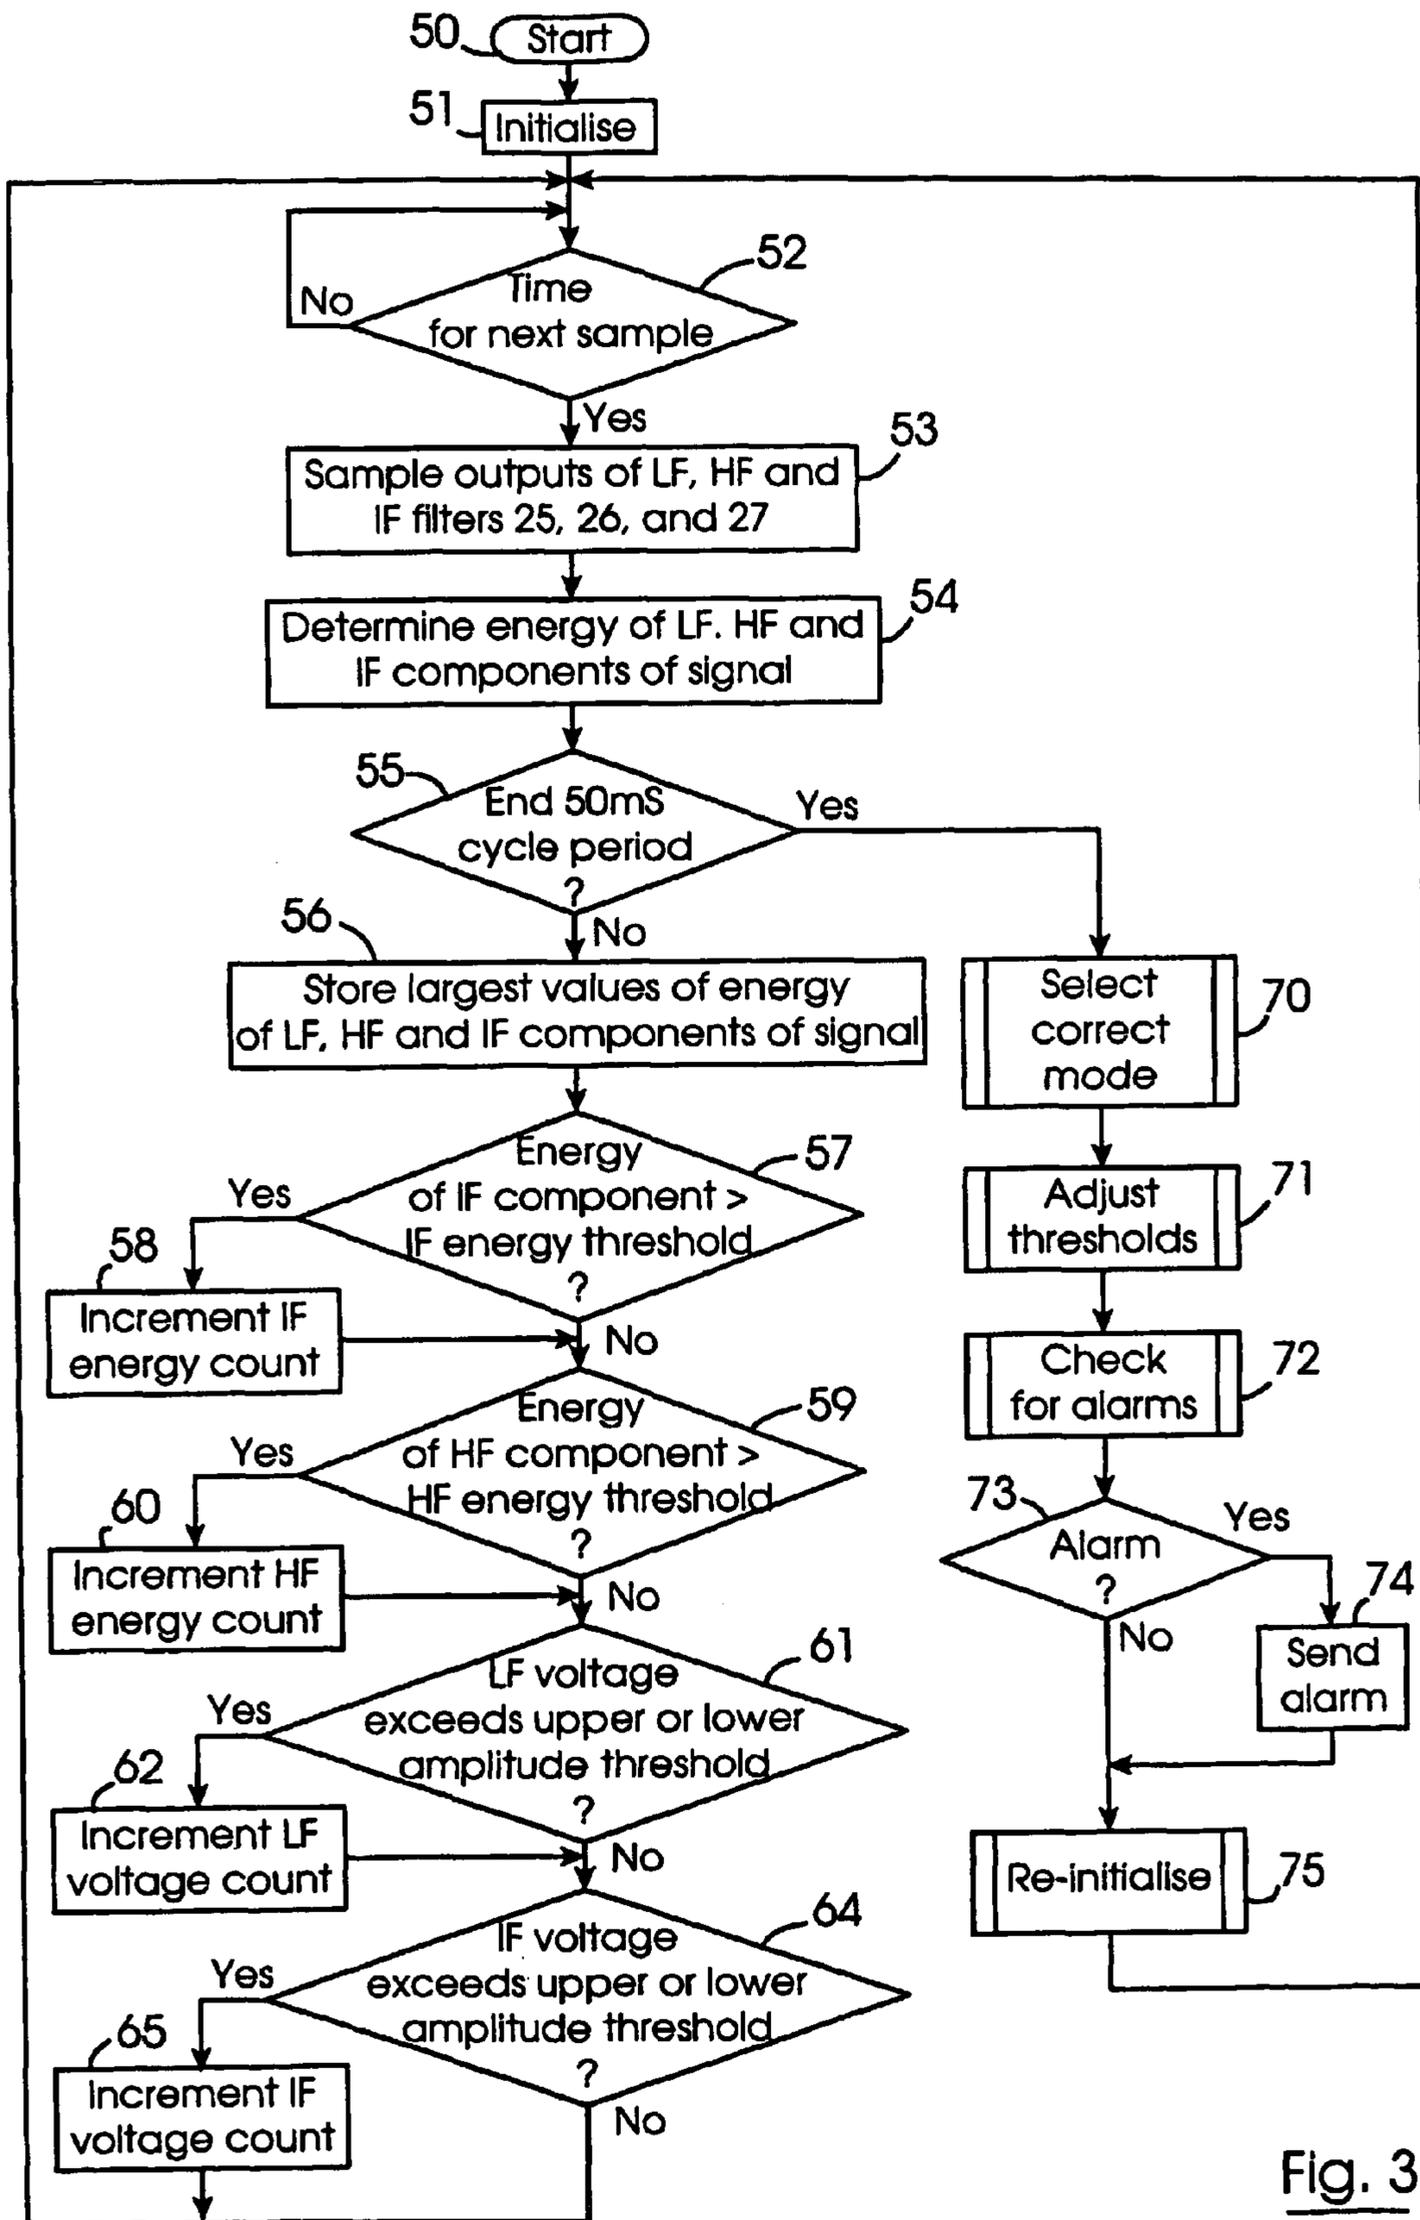 50
Start
51
Initialise
52
Time
for next sample
No
Yes
53
Sample outputs of LF, HF and
IF filters 25, 26, and 27
54
Determine energy of LF. HF and
IF components of signal
55
End 50mS
cycle period
?
Yes
No
56
Store largest values of energy
of LF, HF and IF components of signal
57
Energy
of IF component >
IF energy threshold
?
Yes
No
58
Increment IF
energy count
59
Energy
of HF component >
HF energy threshold
?
Yes
No
60
Increment HF
energy count
61
LF voltage
exceeds upper or lower
amplitude threshold
?
Yes
No
62
Increment LF
voltage count
64
IF voltage
exceeds upper or lower
amplitude threshold
?
Yes
No
65
Increment IF
voltage count
70
Select
correct
mode
71
Adjust
thresholds
72
Check
for alarms
73
Alarm
?
Yes
No
74
Send
alarm
75
Re-initialise
Fig. 3